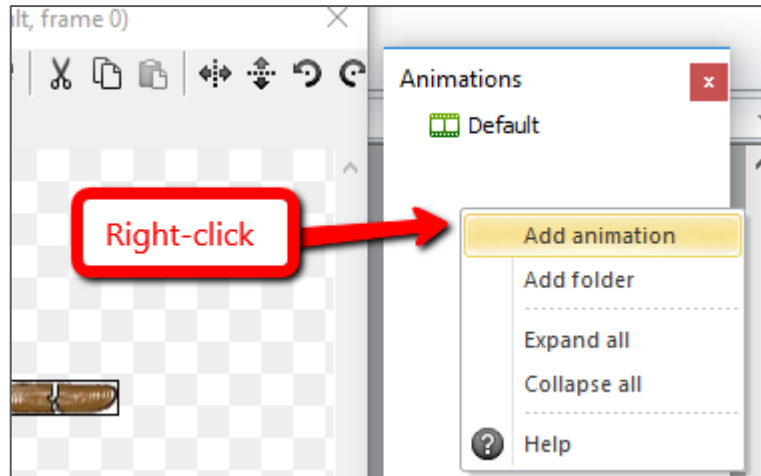 lt, frame 0)
Animations
x
Default
Right-click
Add animation
Add folder
Expand all
Collapse all
? Help